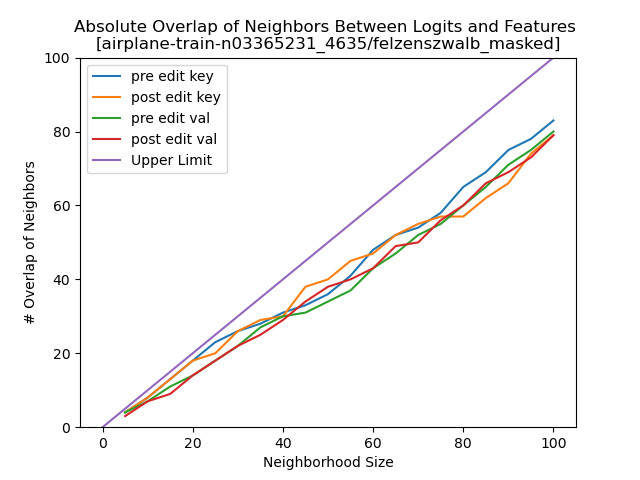 Absolute Overlap of Neighbors Between Logits and Features
[airplane-train-n03365231_4635/felzenszwalb_masked]
pre edit key
post edit key
pre edit val
post edit val
Upper Limit
# Overlap of Neighbors
100
80
60
40
20
0
0 20 40 60 80 100
Neighborhood Size